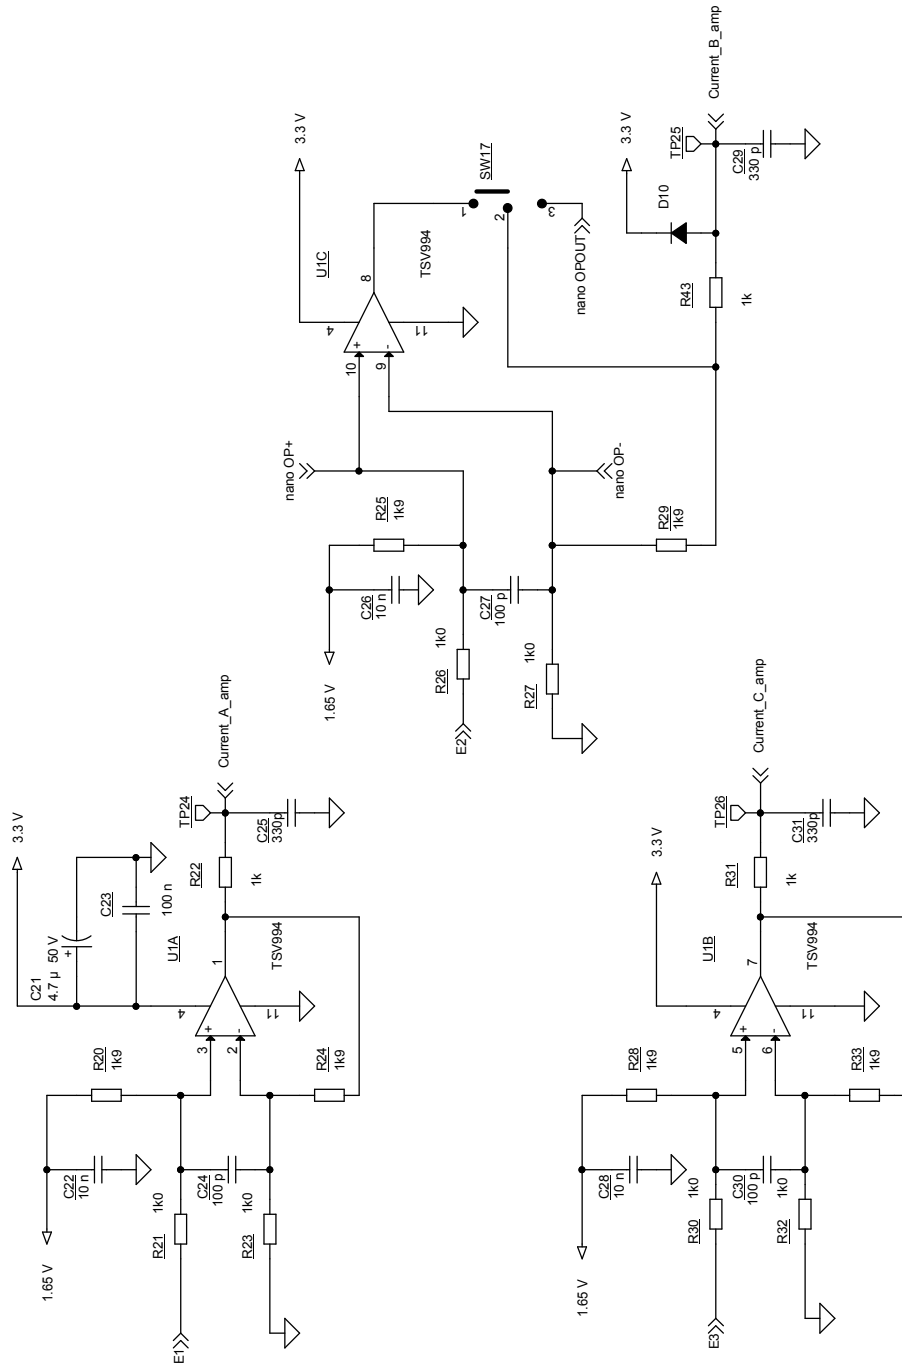 1.65 V
C22
10 n
R20
1k9
E1
R21
1k0
C24
100 p
R23
1k0
R24
1k9
C21
4.7 µ 50 V
+
C23
100 n
3.3 V
U1A
TSV994
3
2
4
11
1
+
-
R22
1k
TP24
C25
330p
Current_A_amp
1.65 V
C26
10 n
R25
1k9
E2
R26
1k0
C27
100 p
R27
1k0
R29
1k9
nano OP+
nano OP-
3.3 V
U1C
TSV994
10
9
4
11
8
+
-
SW17
1
2
3
nano OPOUT
R43
1k
D10
3.3 V
TP25
C29
330 p
Current_B_amp
1.65 V
C28
10 n
R28
1k9
E3
R30
1k0
C30
100 p
R32
1k0
R33
1k9
3.3 V
U1B
TSV994
5
6
4
11
7
+
-
R31
1k
TP26
C31
330p
Current_C_amp